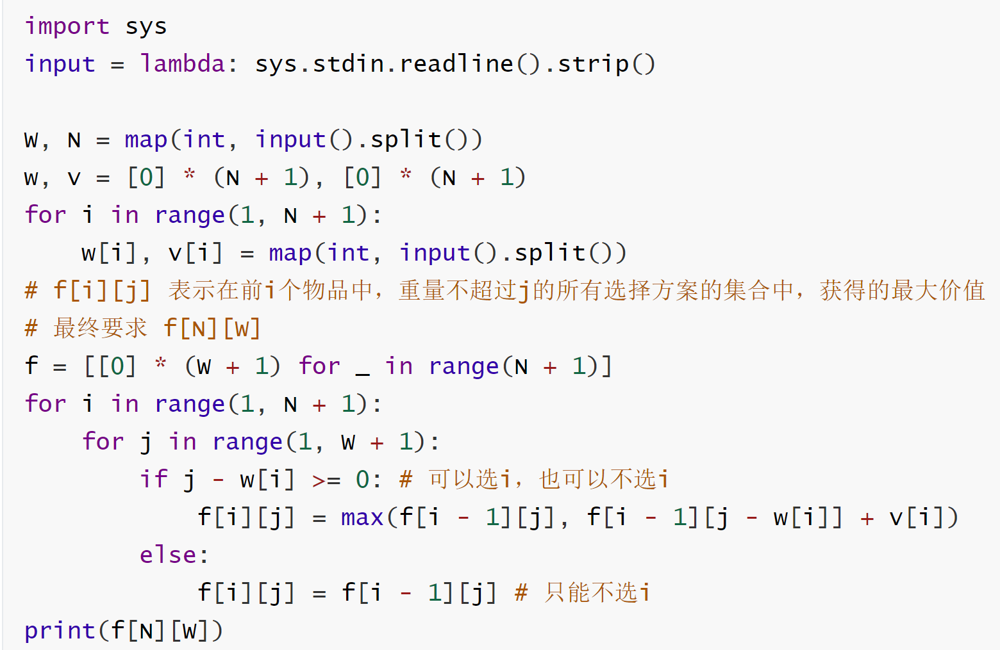 import sys
input = lambda: sys.stdin.readline().strip()

W, N = map(int, input().split())
w, v = [0] * (N + 1), [0] * (N + 1)
for i in range(1, N + 1):
    w[i], v[i] = map(int, input().split())
# f[i][j] 表示在前i个物品中，重量不超过j的所有选择方案的集合中，获得的最大价值
# 最终要求 f[N][W]
f = [[0] * (W + 1) for _ in range(N + 1)]
for i in range(1, N + 1):
    for j in range(1, W + 1):
        if j - w[i] >= 0: # 可以选i，也可以不选i
            f[i][j] = max(f[i - 1][j], f[i - 1][j - w[i]] + v[i])
        else:
            f[i][j] = f[i - 1][j] # 只能不选i
print(f[N][W])